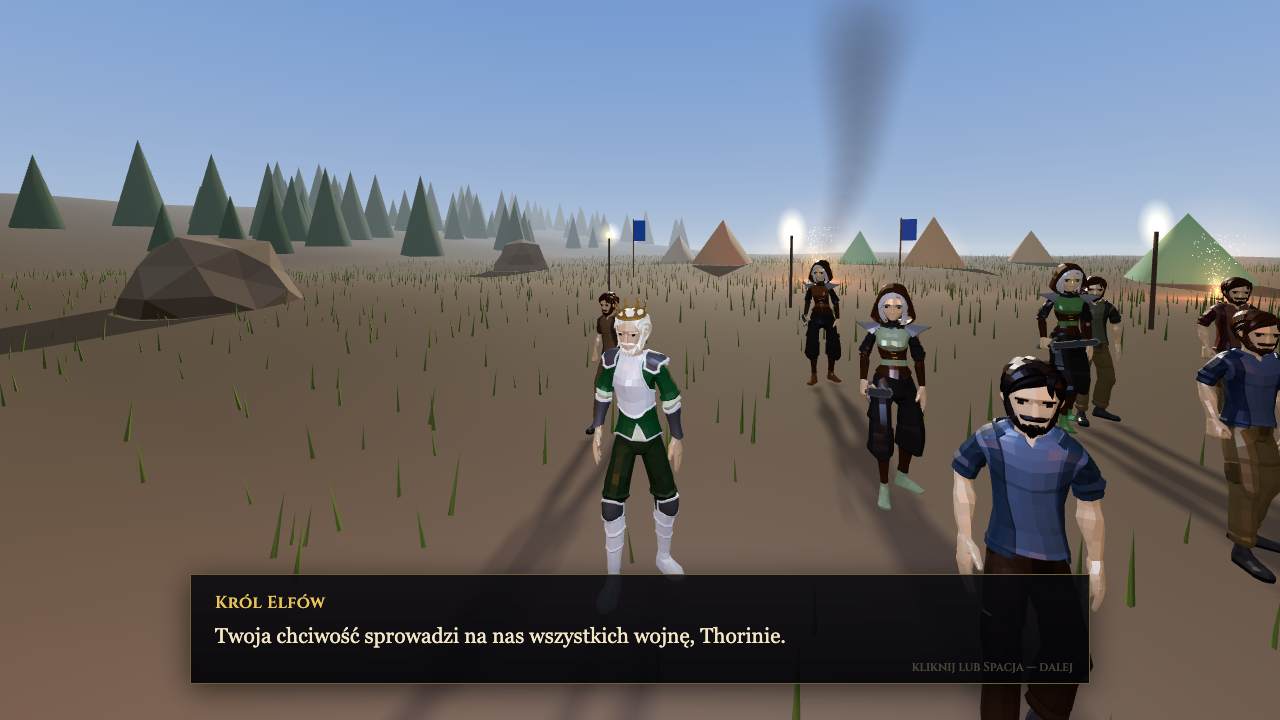 Król Elfów
Twoja chciwość sprowadzi na nas wszystkich wojnę, Thorinie.
kliknij lub Spacja — dalej